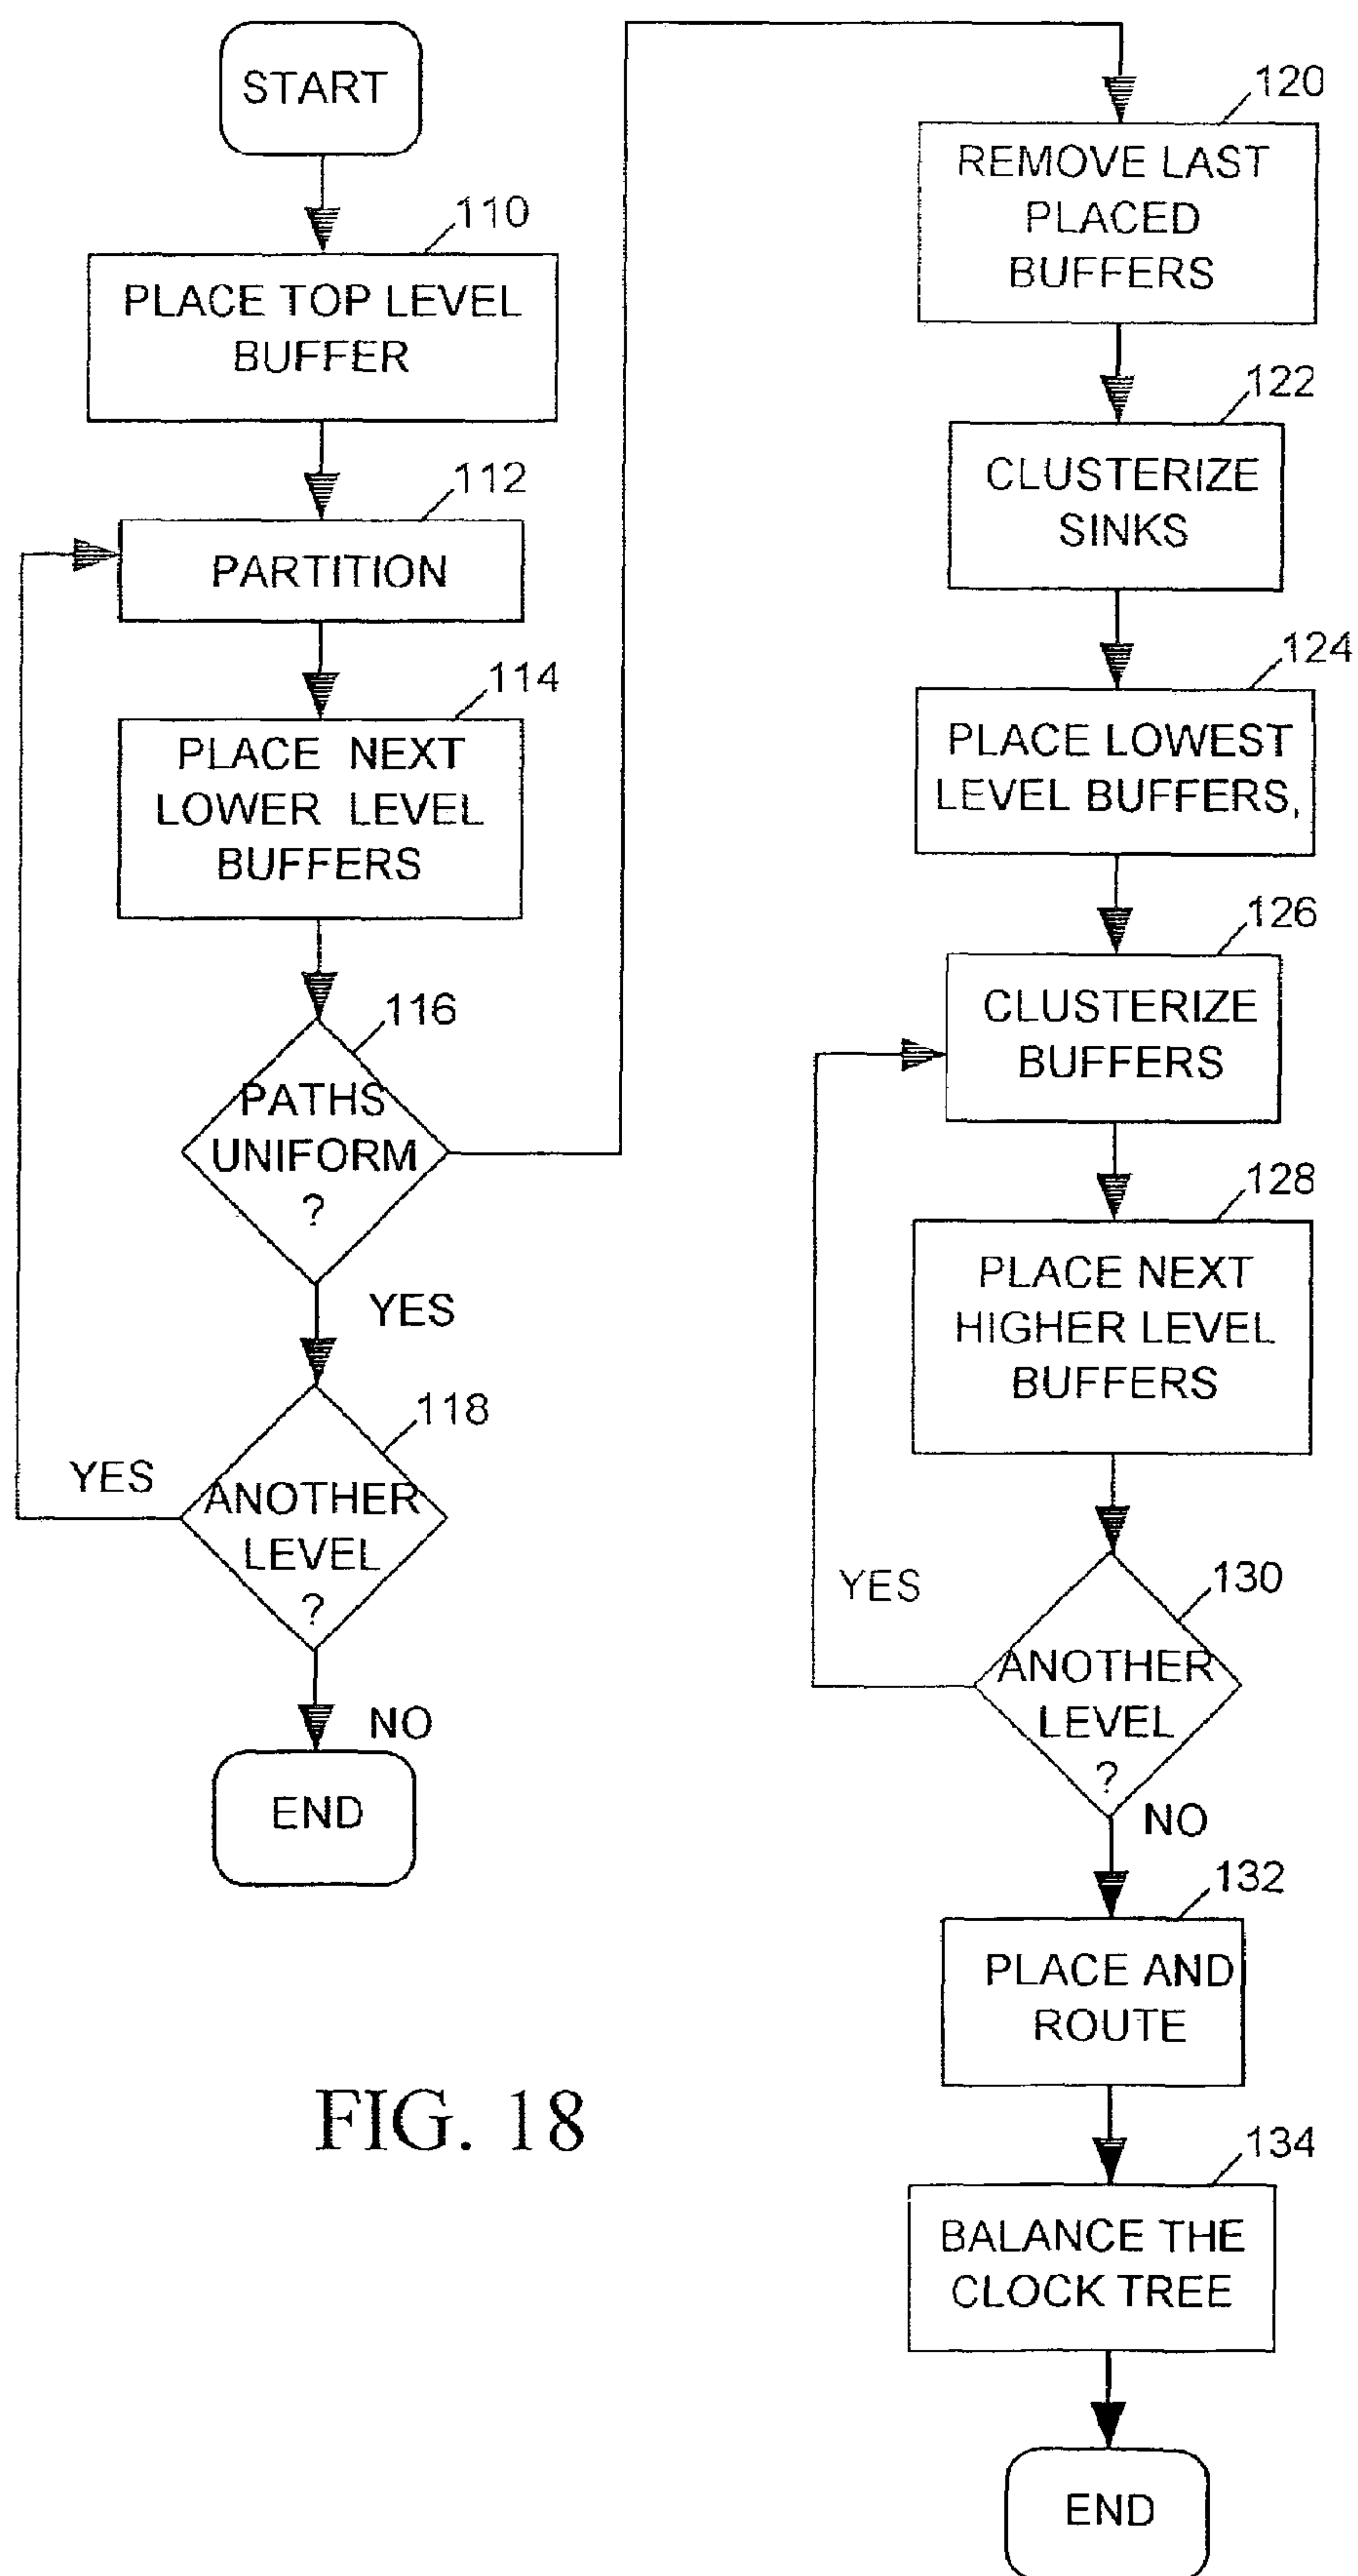 START
110
PLACE TOP LEVEL
BUFFER
112
PARTITION
114
PLACE NEXT
LOWER LEVEL
BUFFERS
116
PATHS
UNIFORM
?
YES
118
YES
ANOTHER
LEVEL
?
NO
END
FIG. 18
120
REMOVE LAST
PLACED
BUFFERS
122
CLUSTERIZE
SINKS
124
PLACE LOWEST
LEVEL BUFFERS,
126
CLUSTERIZE
BUFFERS
128
PLACE NEXT
HIGHER LEVEL
BUFFERS
YES
130
ANOTHER
LEVEL
?
NO
132
PLACE AND
ROUTE
134
BALANCE THE
CLOCK TREE
END